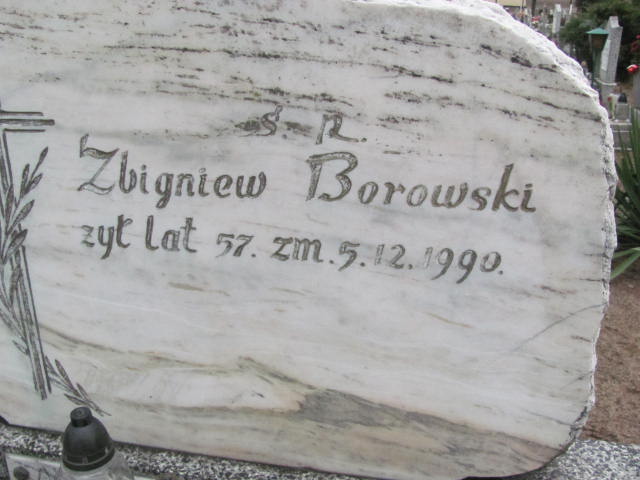 ś. p.
Zbigniew Borowski
żył lat 57. zm. 5.12.1990.